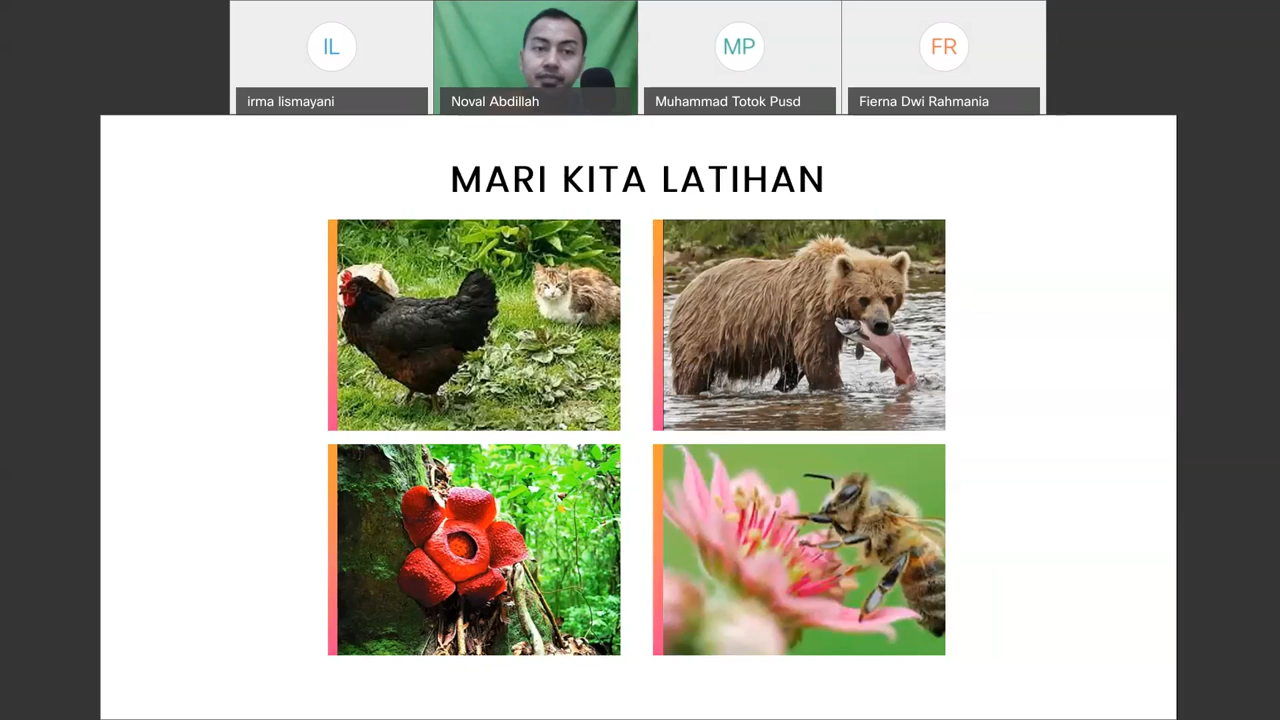 IL
MP
FR
irma lismayani
Noval Abdillah
Muhammad Totok Pusd
Fierna Dwi Rahmania
MARI KITA LATIHAN